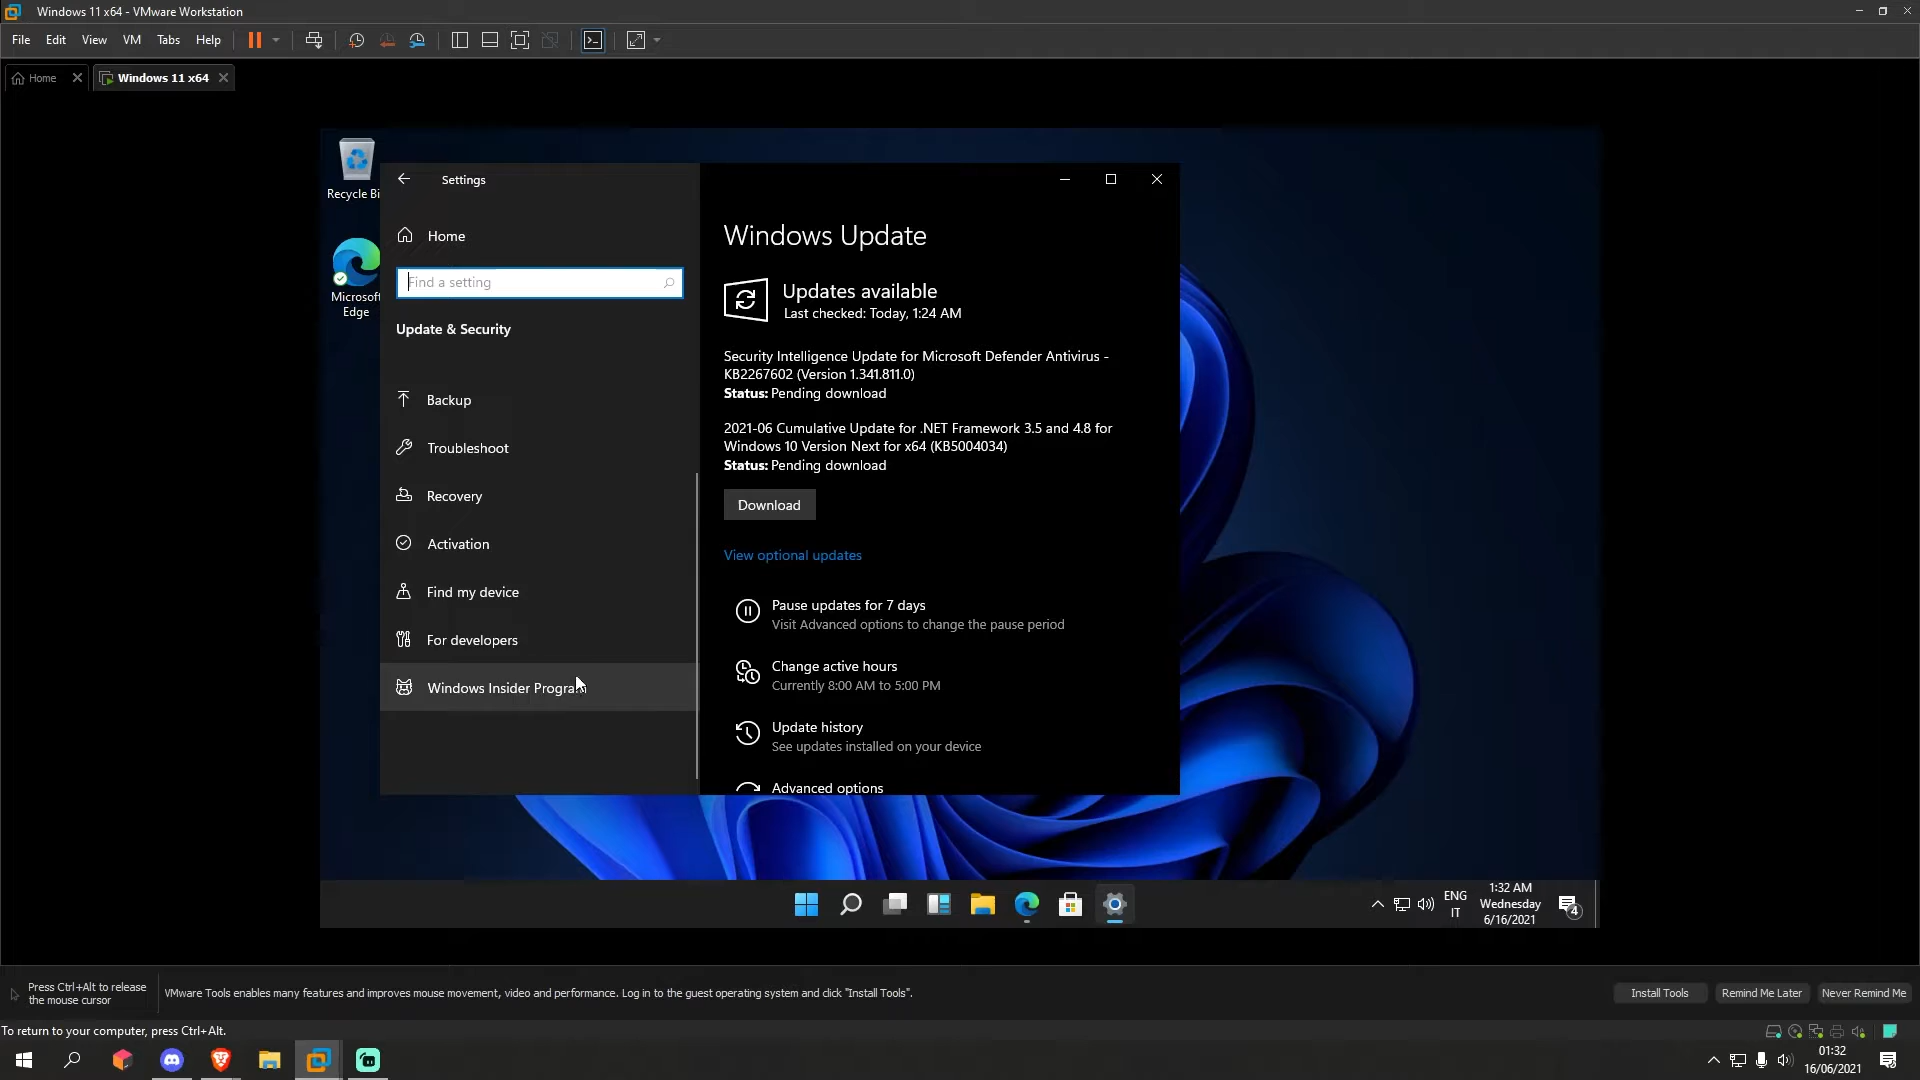 Windows 11 x64 - VMware Workstation
File Edit View VM Tabs Help
Home Windows 11 x64
Recycle Bi
Microsoft
Edge
Settings
Home
Find a setting
Update & Security
Backup
Troubleshoot
Recovery
Activation
Find my device
For developers
Windows Insider Program
Windows Update
Updates available
Last checked: Today, 1:24 AM
Security Intelligence Update for Microsoft Defender Antivirus -
KB2267602 (Version 1.341.811.0)
Status: Pending download
2021-06 Cumulative Update for .NET Framework 3.5 and 4.8 for
Windows 10 Version Next for x64 (KB5004034)
Status: Pending download
Download
View optional updates
Pause updates for 7 days
Visit Advanced options to change the pause period
Change active hours
Currently 8:00 AM to 5:00 PM
Update history
See updates installed on your device
Advanced options
ENG
IT
1:32 AM
Wednesday
6/16/2021
4
Press Ctrl+Alt to release
the mouse cursor
VMware Tools enables many features and improves mouse movement, video and performance. Log in to the guest operating system and click "Install Tools".
Install Tools Remind Me Later Never Remind Me
To return to your computer, press Ctrl+Alt.
01:32
16/06/2021